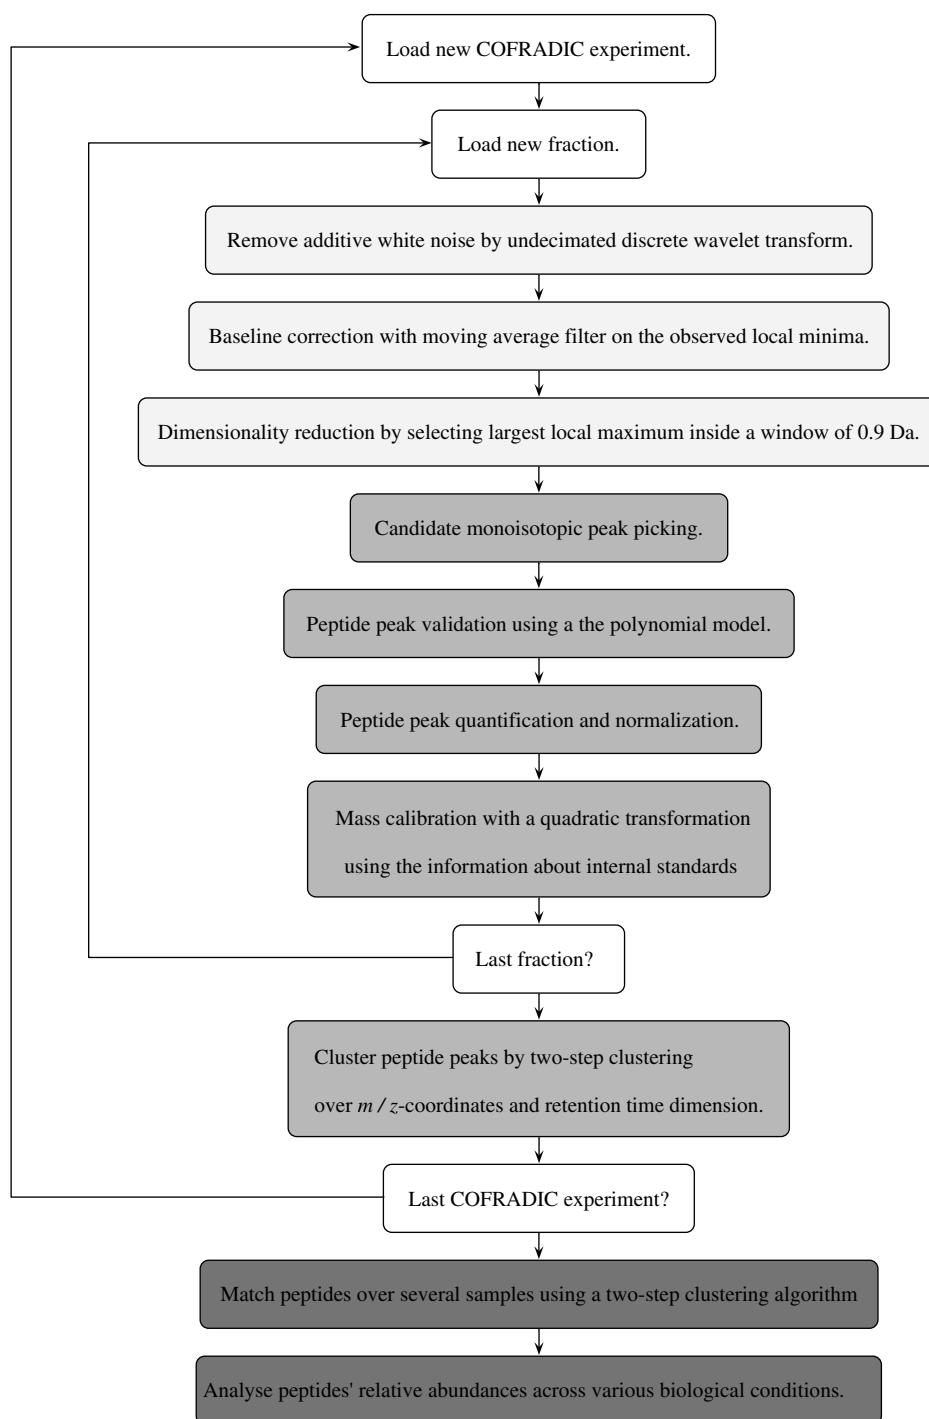 Load new COFRADIC experiment.
Load new fraction.
Remove additive white noise by undecimated discrete wavelet transform.
Baseline correction with moving average filter on the observed local minima.
Dimensionality reduction by selecting largest local maximum inside a window of 0.9 Da.
Candidate monoisotopic peak picking.
Peptide peak validation using a the polynomial model.
Peptide peak quantification and normalization.
Mass calibration with a quadratic transformation
using the information about internal standards
Last fraction?
Cluster peptide peaks by two-step clustering
over m / z-coordinates and retention time dimension.
Last COFRADIC experiment?
Match peptides over several samples using a two-step clustering algorithm
Analyse peptides' relative abundances across various biological conditions.